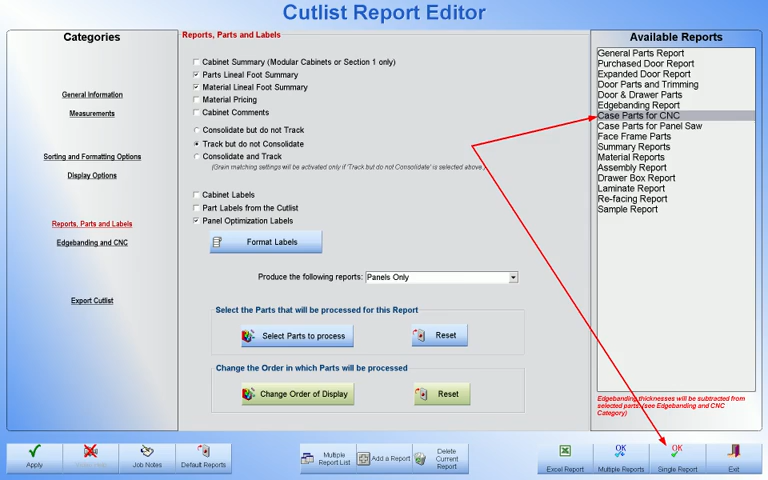 Cutlist Report Editor
Categories
General Information
Measurements
Sorting and Formatting Options
Display Options
Reports, Parts and Labels
Edgebanding and CNC
Export Cutlist
Reports, Parts and Labels
Cabinet Summary (Modular Cabinets or Section 1 only)
Parts Lineal Foot Summary
Material Lineal Foot Summary
Material Pricing
Cabinet Comments
Consolidate but do not Track
Track but do not Consolidate
Consolidate and Track
(Grain matching settings will be activated only if 'Track but do not Consolidate' is selected above.)
Cabinet Labels
Part Labels from the Cutlist
Panel Optimization Labels
Format Labels
Produce the following reports: Panels Only
Select the Parts that will be processed for this Report
Select Parts to process
Reset
Change the Order in which Parts will be processed
Change Order of Display
Reset
Available Reports
General Parts Report
Purchased Door Report
Expanded Door Report
Door Parts and Trimming
Door & Drawer Parts
Edgebanding Report
Case Parts for CNC
Case Parts for Panel Saw
Face Frame Parts
Summary Reports
Material Reports
Assembly Report
Drawer Box Report
Laminate Report
Re-facing Report
Sample Report
Edgebanding thicknesses will be subtracted from
selected parts. (see Edgebanding and CNC
Category)
Apply
Job Notes
Default Reports
Multiple
Report List
Add a Report
Delete
Current
Report
Excel Report
OK
Multiple Reports
OK
Single Report
Exit